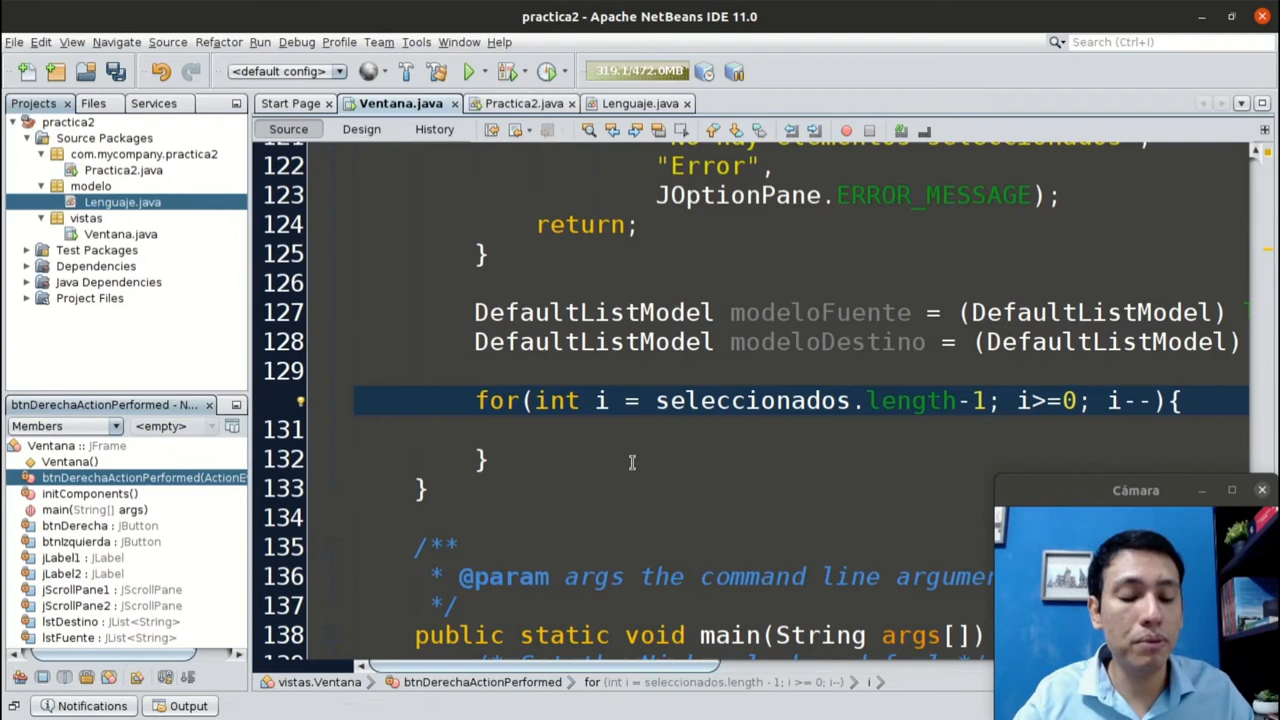 practica2 - Apache NetBeans IDE 11.0
File Edit View Navigate Source Refactor Run Debug Profile Team Tools Window Help
Search (Ctrl+I)
<default config>
319.1/472.0MB
Projects
Files
Services
Start Page
Ventana.java
Practica2.java
Lenguaje.java
Source
Design
History
practica2
Source Packages
com.mycompany.practica2
Practica2.java
modelo
Lenguaje.java
vistas
Ventana.java
Test Packages
Dependencies
Java Dependencies
Project Files
btnDerechaActionPerformed - N...
Members
<empty>
Ventana :: JFrame
Ventana()
btnDerechaActionPerformed(ActionE
initComponents()
main(String[] args)
btnDerecha : JButton
btnIzquierda : JButton
jLabel1 : JLabel
jLabel2 : JLabel
jScrollPane1 : JScrollPane
jScrollPane2 : JScrollPane
lstDestino : JList<String>
lstFuente : JList<String>
"No hay elementos seleccionados",
122 "Error",
123 JOptionPane.ERROR_MESSAGE);
124 return;
125 }
126
127 DefaultListModel modeloFuente = (DefaultListModel)
128 DefaultListModel modeloDestino = (DefaultListModel)
129
for(int i = seleccionados.length-1; i>=0; i--){
131
132 }
133 }
134
135 /**
136 * @param args the command line argumen
137 */
138 public static void main(String args[])
Cámara
vistas.Ventana
btnDerechaActionPerformed
for (int i = seleccionados.length - 1; i >= 0; i--)
i
Notifications
Output